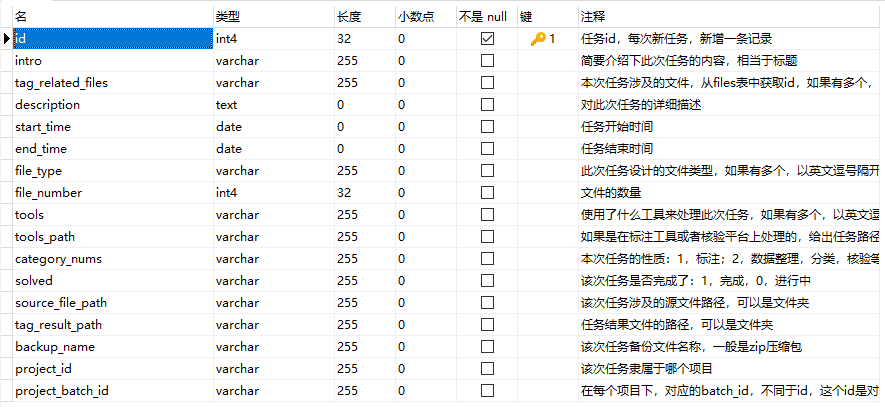 名 类型 长度 小数点 不是 null 键 注释
id int4 32 0 1 任务id，每次新任务，新增一条记录
intro varchar 255 0 简要介绍下此次任务的内容，相当于标题
tag_related_files varchar 255 0 本次任务涉及的文件，从files表中获取id，如果有多个，
description text 0 0 对此次任务的详细描述
start_time date 0 0 任务开始时间
end_time date 0 0 任务结束时间
file_type varchar 255 0 此次任务设计的文件类型，如果有多个，以英文逗号隔开
file_number int4 32 0 文件的数量
tools varchar 255 0 使用了什么工具来处理此次任务，如果有多个，以英文逗
tools_path varchar 255 0 如果是在标注工具或者核验平台上处理的，给出任务路径
category_nums varchar 255 0 本次任务的性质：1，标注；2，数据整理，分类，核验等
solved varchar 255 0 该次任务是否完成了：1，完成，0，进行中
source_file_path varchar 255 0 该次任务涉及的源文件路径，可以是文件夹
tag_result_path varchar 255 0 任务结果文件的路径，可以是文件夹
backup_name varchar 255 0 该次任务备份文件名称，一般是zip压缩包
project_id varchar 255 0 该次任务隶属于哪个项目
project_batch_id varchar 255 0 在每个项目下，对应的batch_id，不同于id，这个id是对